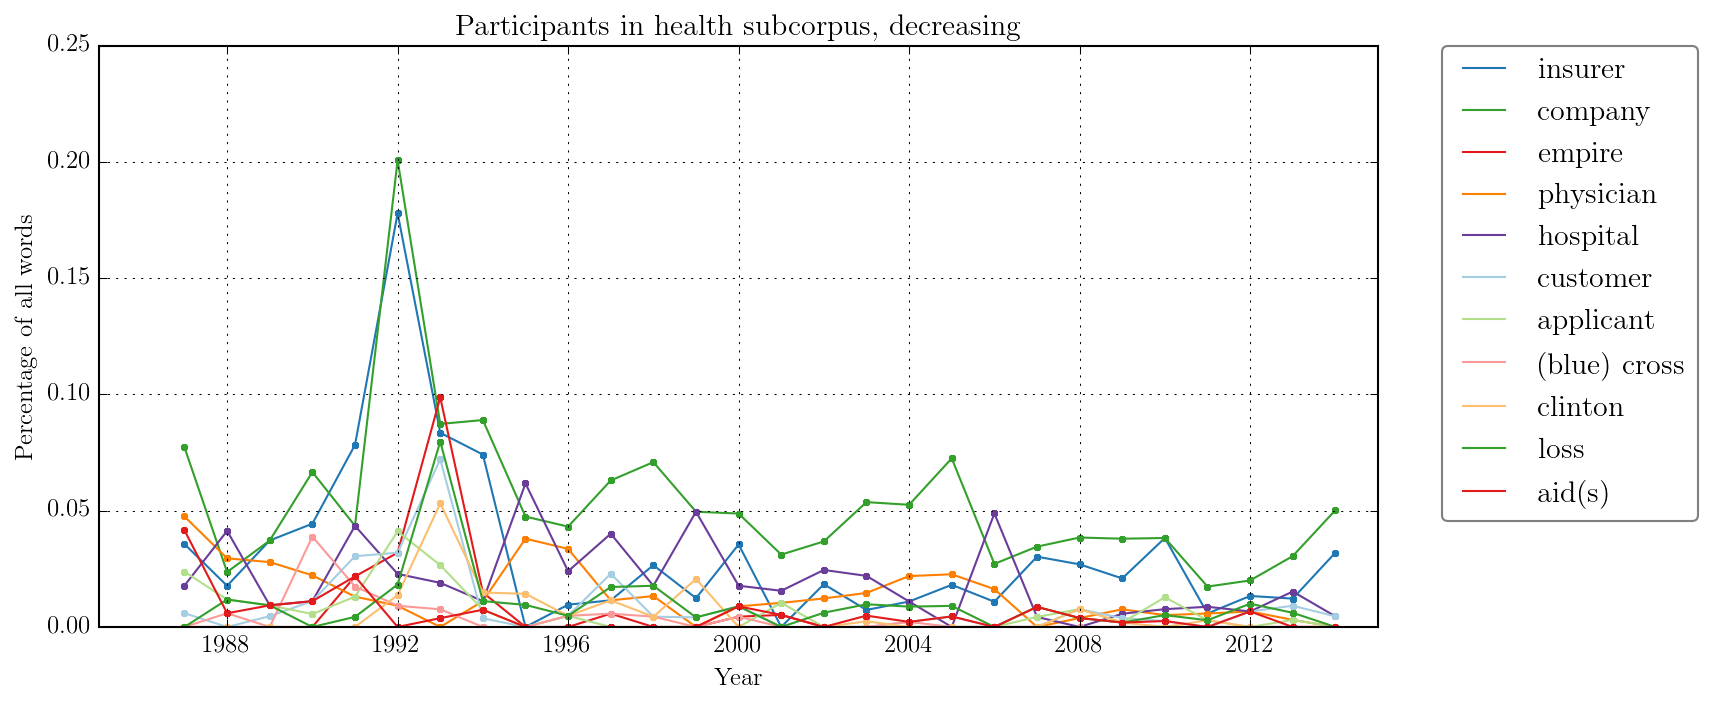 Participants in health subcorpus, decreasing
0.25
0.20
0.15
0.10
0.05
0.00
Percentage of all words
1988 1992 1996 2000 2004 2008 2012
Year
insurer
company
empire
physician
hospital
customer
applicant
(blue) cross
clinton
loss
aid(s)